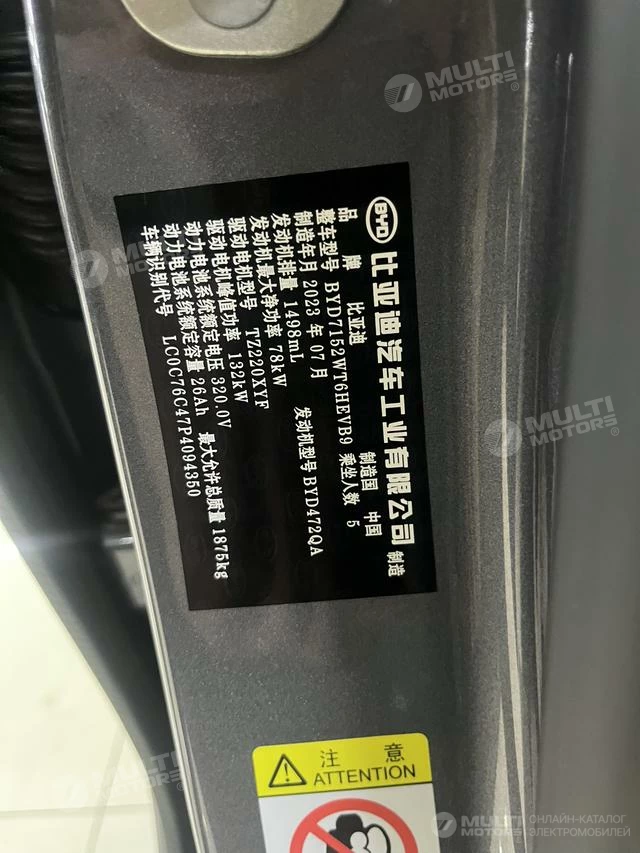 BYD 比亚迪汽车工业有限公司 制造
品 牌 比亚迪 制造国 中国
整车型号 BYD7152WT6HEVB9 乘坐人数 5
制造年月 2023 年 07 月
发动机排量 1498mL 发动机型号 BYD472QA
发动机最大净功率 78kW
驱动电机型号 TZ220XYF
驱动电机峰值功率 132kW
动力电池系统额定电压 320.0V
动力电池系统额定容量 26Ah 最大允许总质量 1875kg
车辆识别代号 LC0C76C47P4094350
注 意
ATTENTION
MULTI
MOTORS
MULTI
MOTORS
MULTI
MOTORS
MULTI
MOTORS
MULTI
MOTORS
ОНЛАЙН-КАТАЛОГ
ЭЛЕКТРОМОБИЛЕЙ